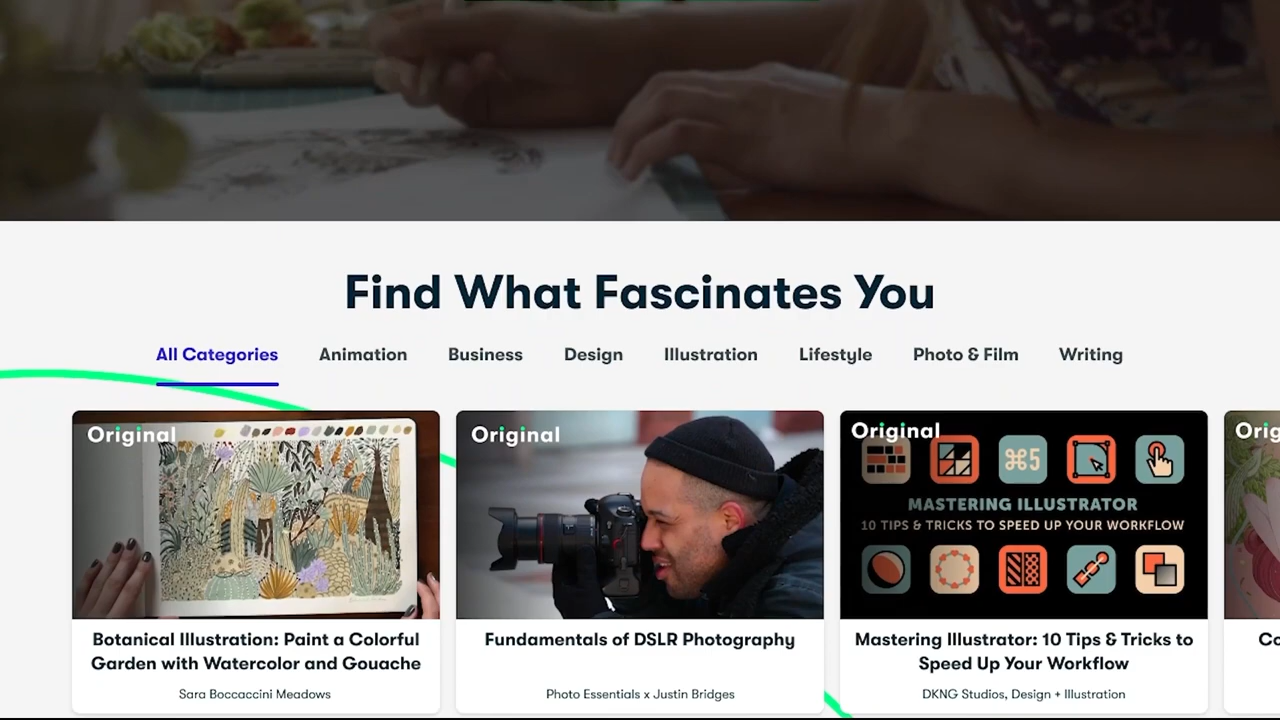 Find What Fascinates You
All Categories Animation Business Design Illustration Lifestyle Photo & Film Writing
Original
Original
Original
⌘5
MASTERING ILLUSTRATOR
10 TIPS & TRICKS TO SPEED UP YOUR WORKFLOW
Botanical Illustration: Paint a Colorful
Garden with Watercolor and Gouache
Sara Boccaccini Meadows
Fundamentals of DSLR Photography
Photo Essentials x Justin Bridges
Mastering Illustrator: 10 Tips & Tricks to
Speed Up Your Workflow
DKNG Studios, Design + Illustration